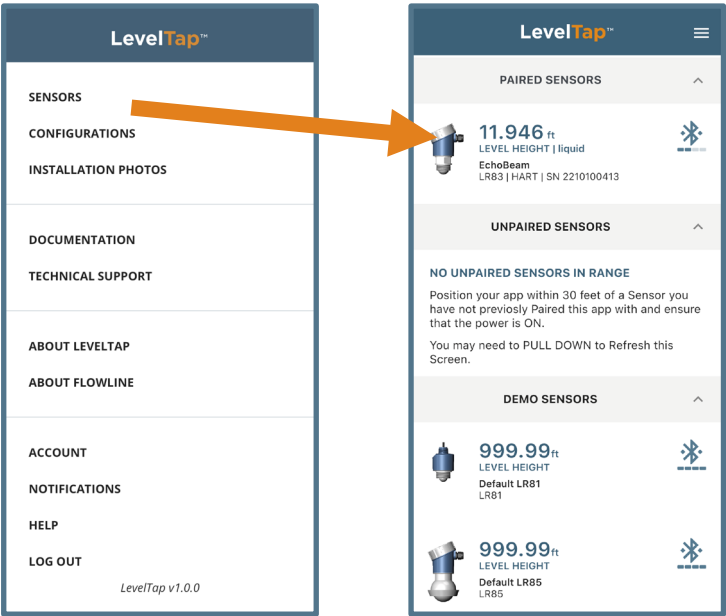 LevelTap™
SENSORS
CONFIGURATIONS
INSTALLATION PHOTOS
DOCUMENTATION
TECHNICAL SUPPORT
ABOUT LEVELTAP
ABOUT FLOWLINE
ACCOUNT
NOTIFICATIONS
HELP
LOG OUT
LevelTap v1.0.0
LevelTap™
PAIRED SENSORS
11.946 ft
LEVEL HEIGHT | liquid
EchoBeam
LR83 | HART | SN 2210100413
UNPAIRED SENSORS
NO UNPAIRED SENSORS IN RANGE
Position your app within 30 feet of a Sensor you
have not previosly Paired this app with and ensure
that the power is ON.
You may need to PULL DOWN to Refresh this
Screen.
DEMO SENSORS
999.99 ft
LEVEL HEIGHT
Default LR81
LR81
999.99 ft
LEVEL HEIGHT
Default LR85
LR85